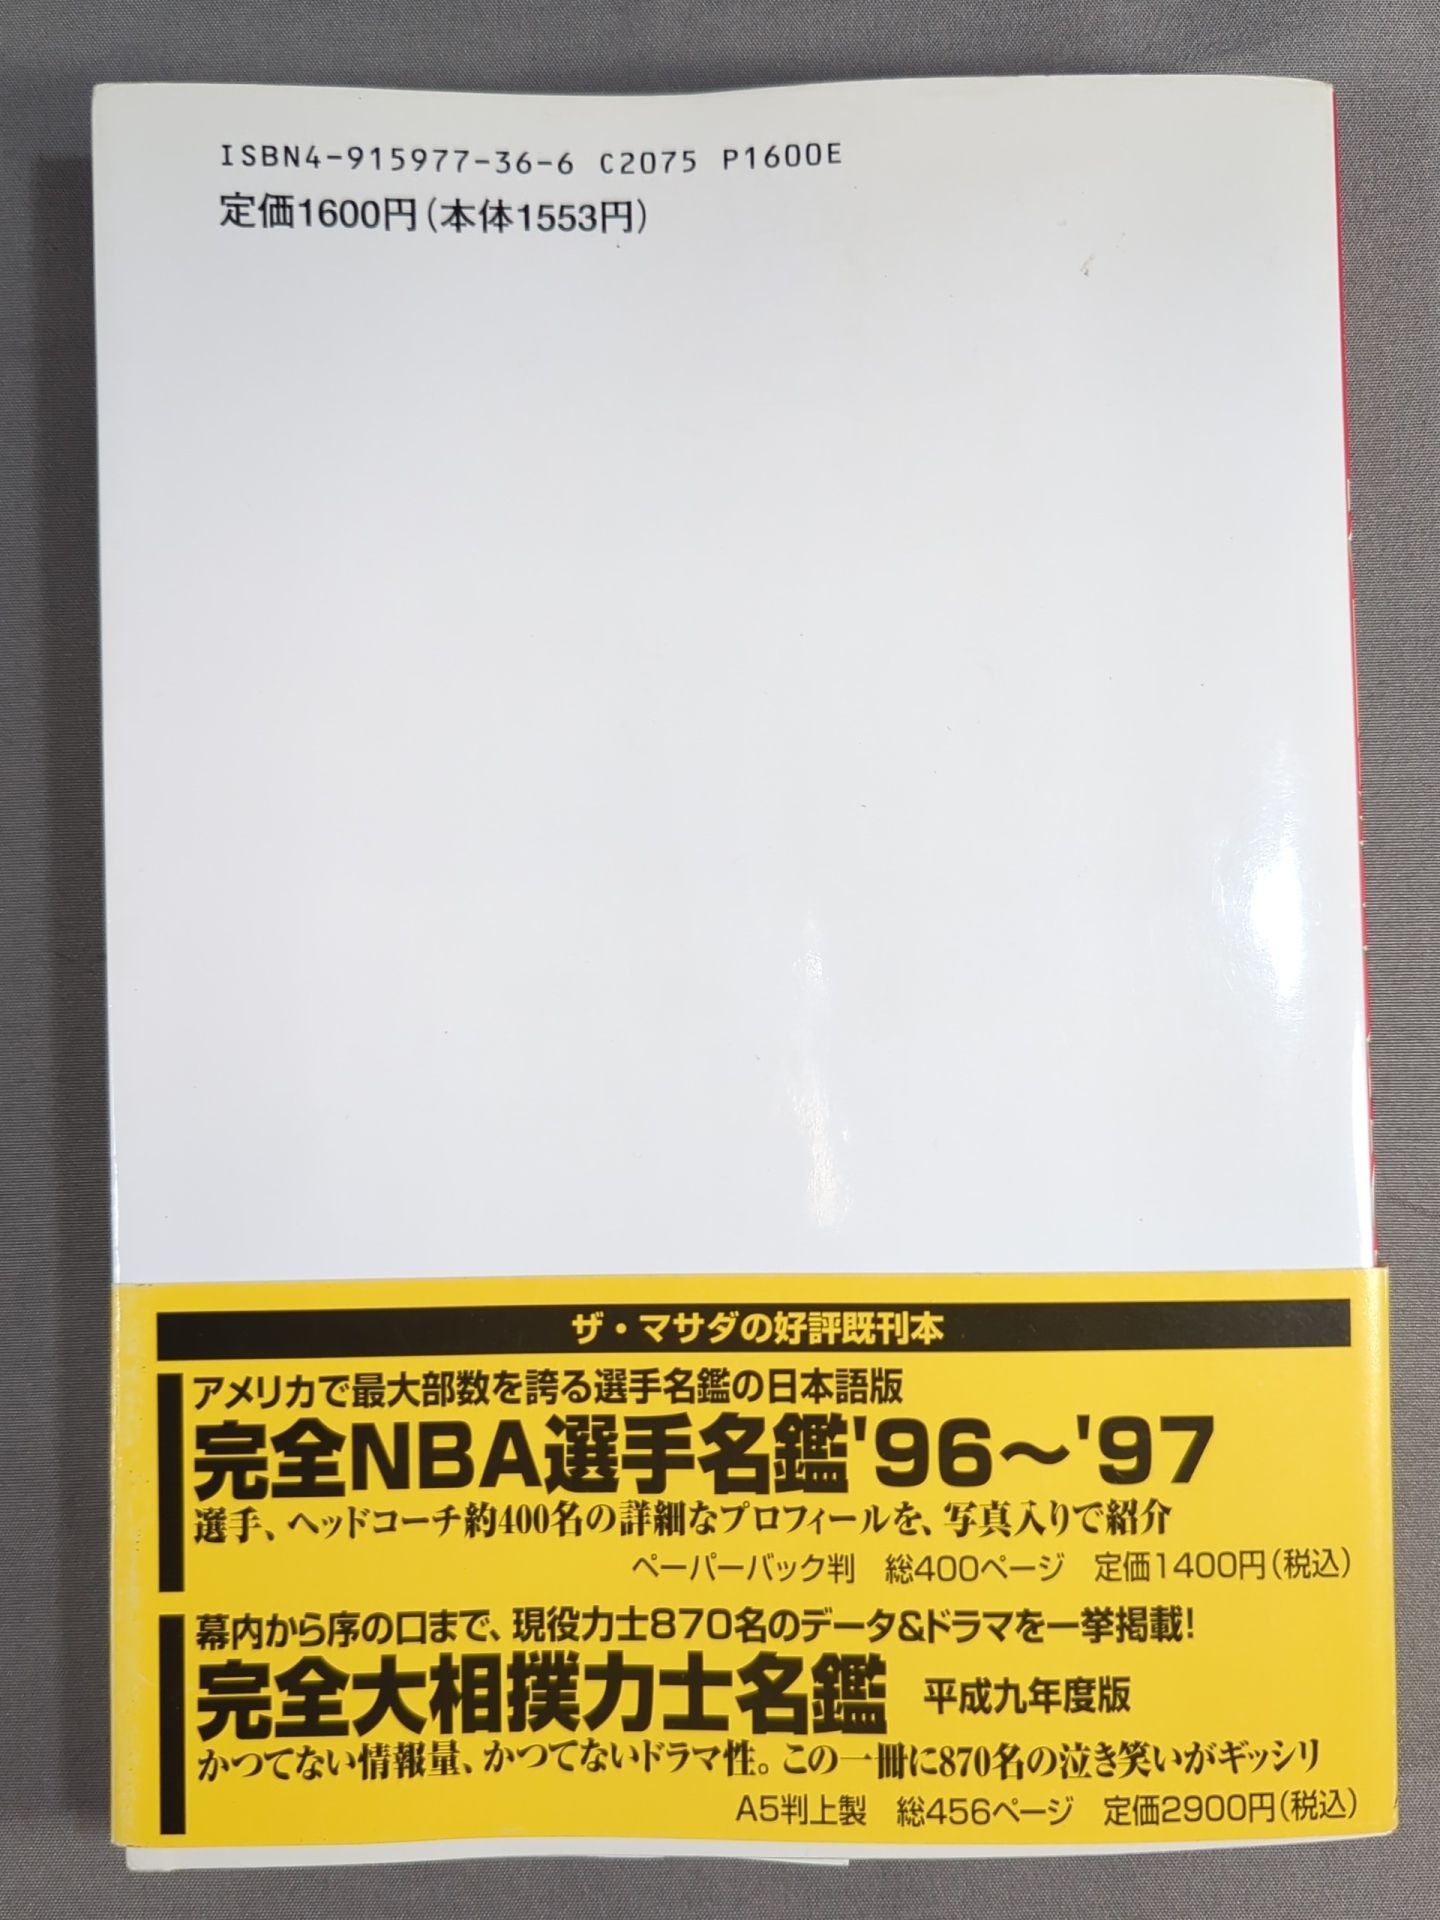 ISBN4-915977-36-6 C2075 P1600E
定価1600円(本体1553円)
ザ・マサダの好評既刊本
アメリカで最大部数を誇る選手名鑑の日本語版
完全NBA選手名鑑'96〜'97
選手、ヘッドコーチ約400名の詳細なプロフィールを、写真入りで紹介
ペーパーバック判 総400ページ 定価1400円(税込)
幕内から序の口まで、現役力士870名のデータ&ドラマを一挙掲載!
完全大相撲力士名鑑 平成九年度版
かつてない情報量、かつてないドラマ性。この一冊に870名の泣き笑いがギッシリ
A5判上製 総456ページ 定価2900円(税込)